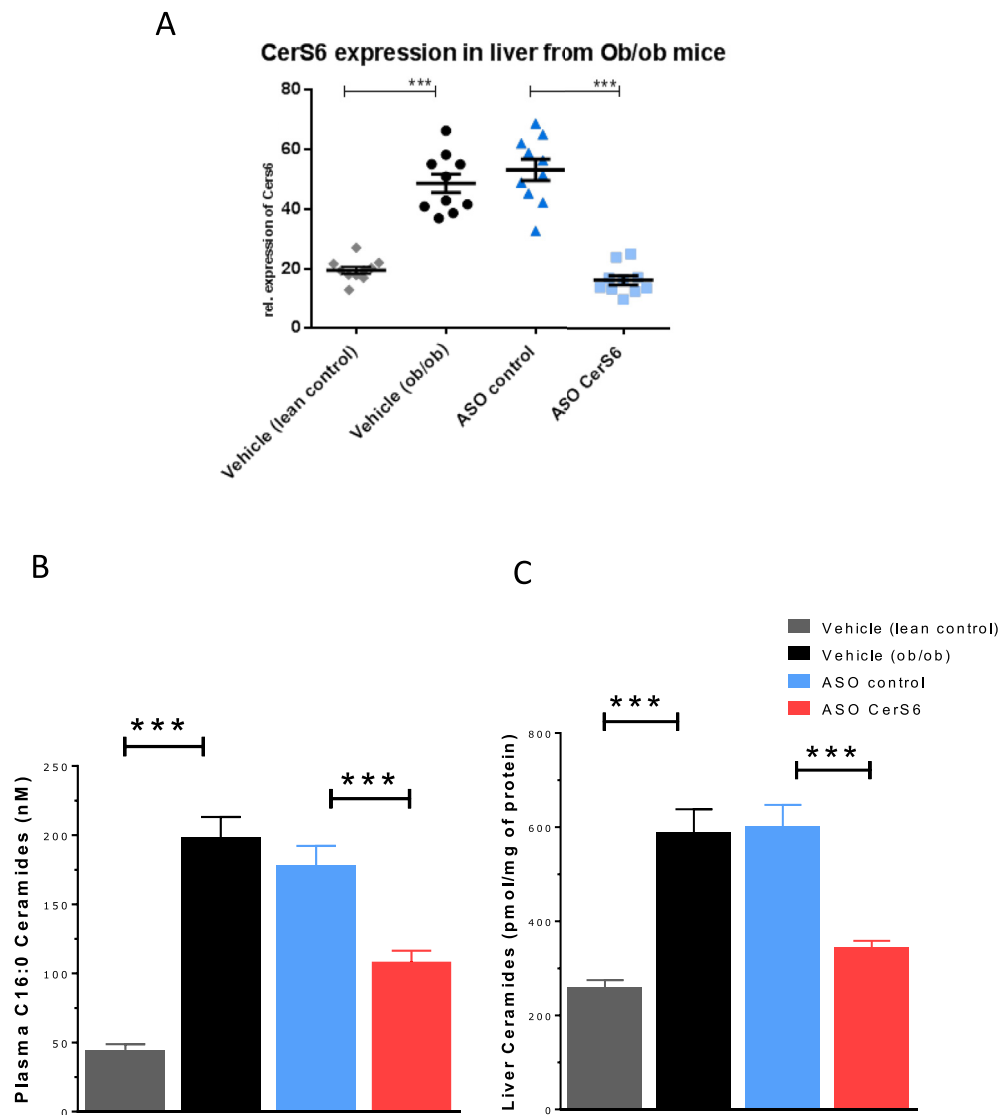 A
CerS6 expression in liver from Ob/ob mice
***
***
rel. expression of Cers6
80
60
40
20
0
Vehicle (lean control)
Vehicle (ob/ob)
ASO control
ASO CerS6
B
C
Vehicle (lean control)
Vehicle (ob/ob)
ASO control
ASO CerS6
***
***
Plasma C16:0 Ceramides (nM)
250
200
150
100
50
0
***
***
Liver Ceramides (pmol/mg of protein)
800
600
400
200
0